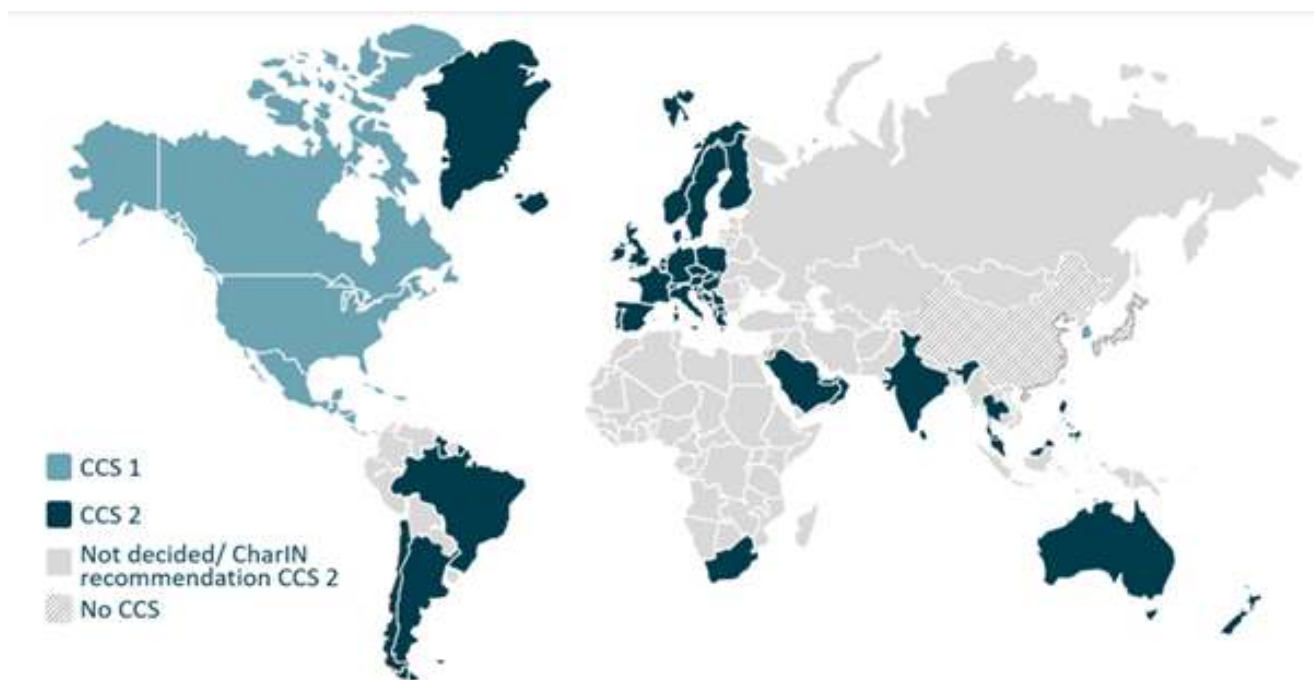 CCS 1
CCS 2
Not decided/ CharIN
recommendation CCS 2
No CCS